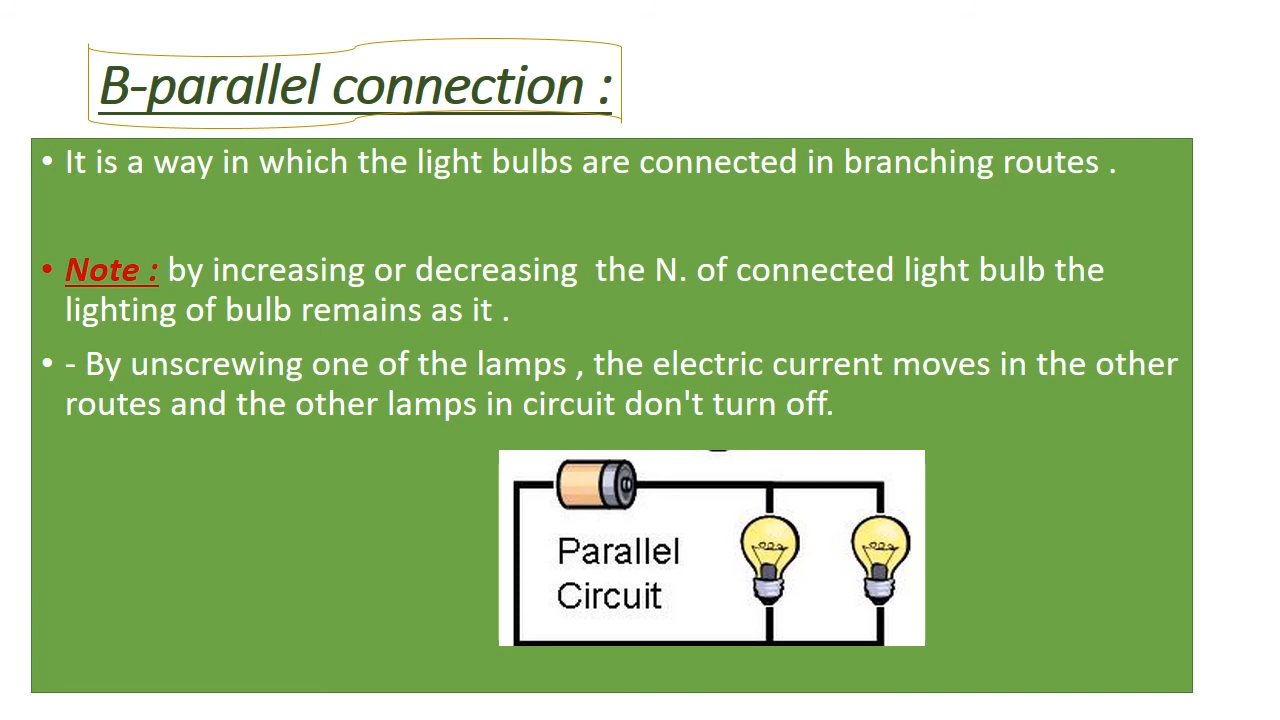 B-parallel connection :
• It is a way in which the light bulbs are connected in branching routes .
• Note : by increasing or decreasing  the N. of connected light bulb the
lighting of bulb remains as it .
• - By unscrewing one of the lamps , the electric current moves in the other
routes and the other lamps in circuit don't turn off.
Parallel
Circuit